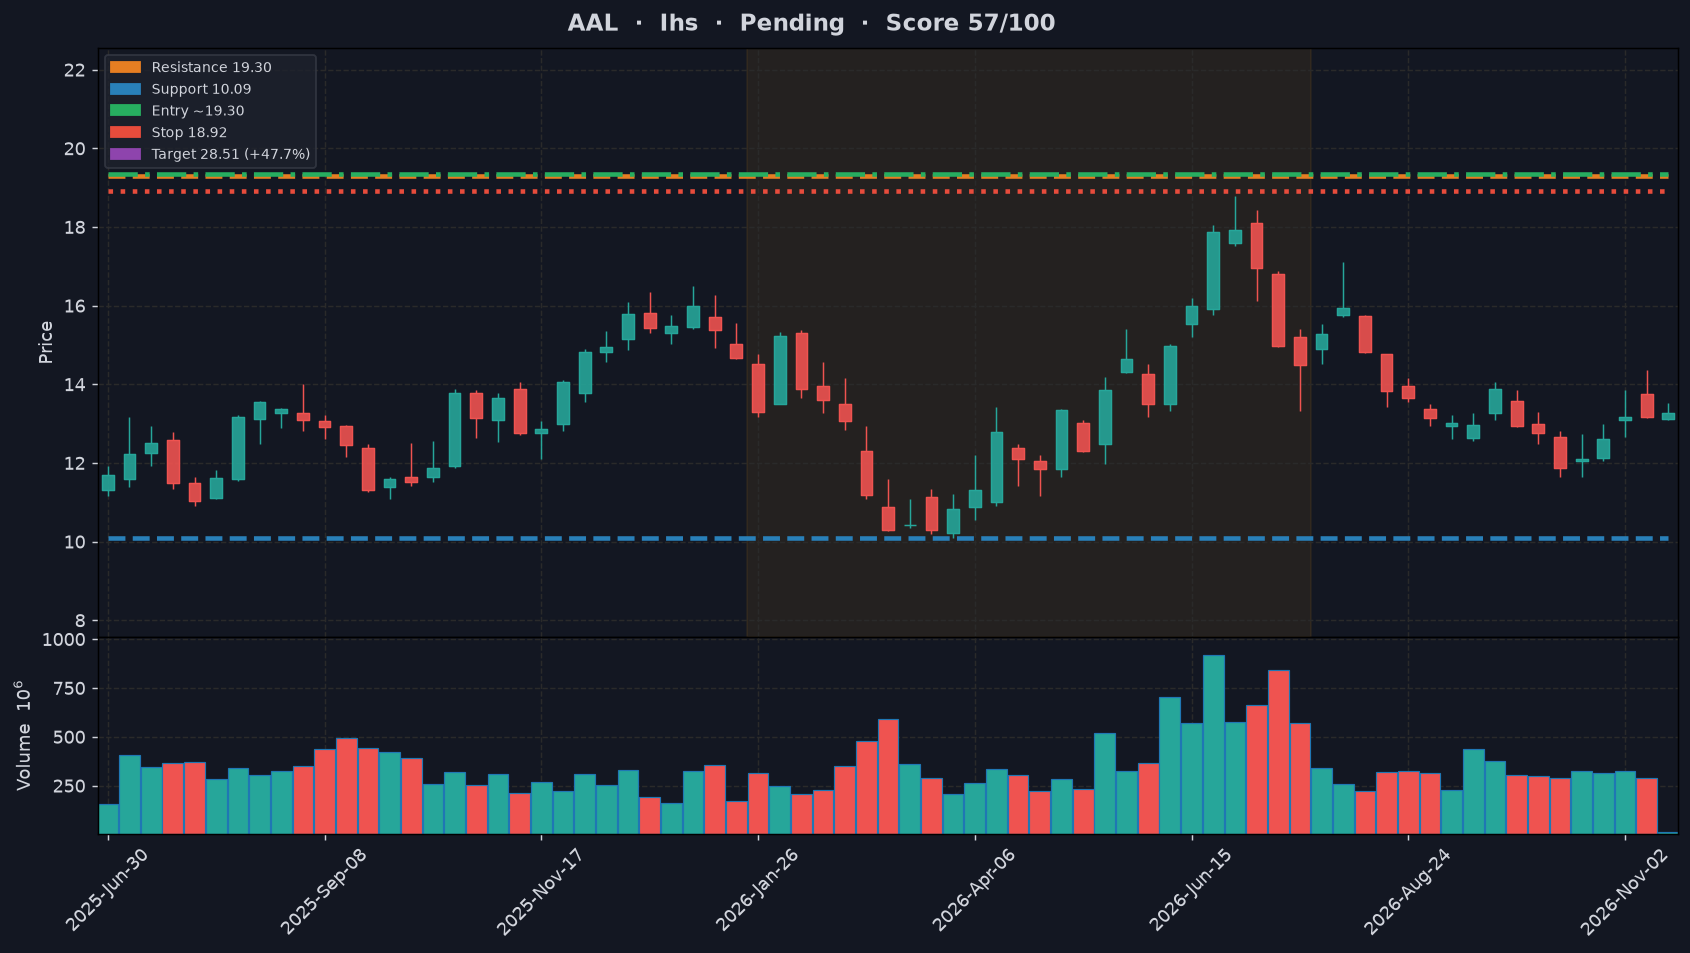 AAL · Ihs · Pending · Score 57/100
Resistance 19.30
Support 10.09
Entry ~19.30
Stop 18.92
Target 28.51 (+47.7%)
Price
22
20
18
16
14
12
10
8
Volume 10⁶
1000
750
500
250
2025-Jun-30
2025-Sep-08
2025-Nov-17
2026-Jan-26
2026-Apr-06
2026-Jun-15
2026-Aug-24
2026-Nov-02